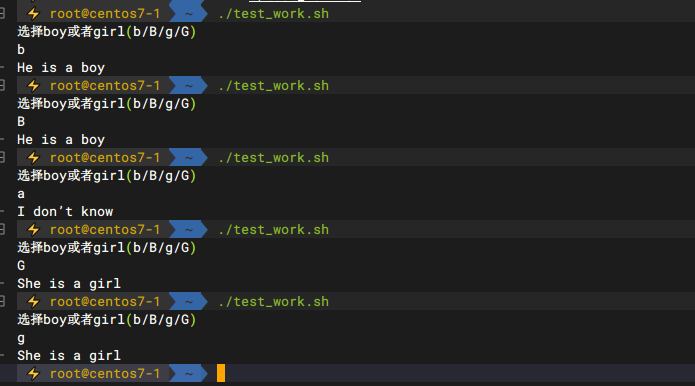 root@centos7-1 ~ ./test_work.sh
选择boy或者girl(b/B/g/G)
b
He is a boy
root@centos7-1 ~ ./test_work.sh
选择boy或者girl(b/B/g/G)
B
He is a boy
root@centos7-1 ~ ./test_work.sh
选择boy或者girl(b/B/g/G)
a
I don’t know
root@centos7-1 ~ ./test_work.sh
选择boy或者girl(b/B/g/G)
G
She is a girl
root@centos7-1 ~ ./test_work.sh
选择boy或者girl(b/B/g/G)
g
She is a girl
root@centos7-1 ~